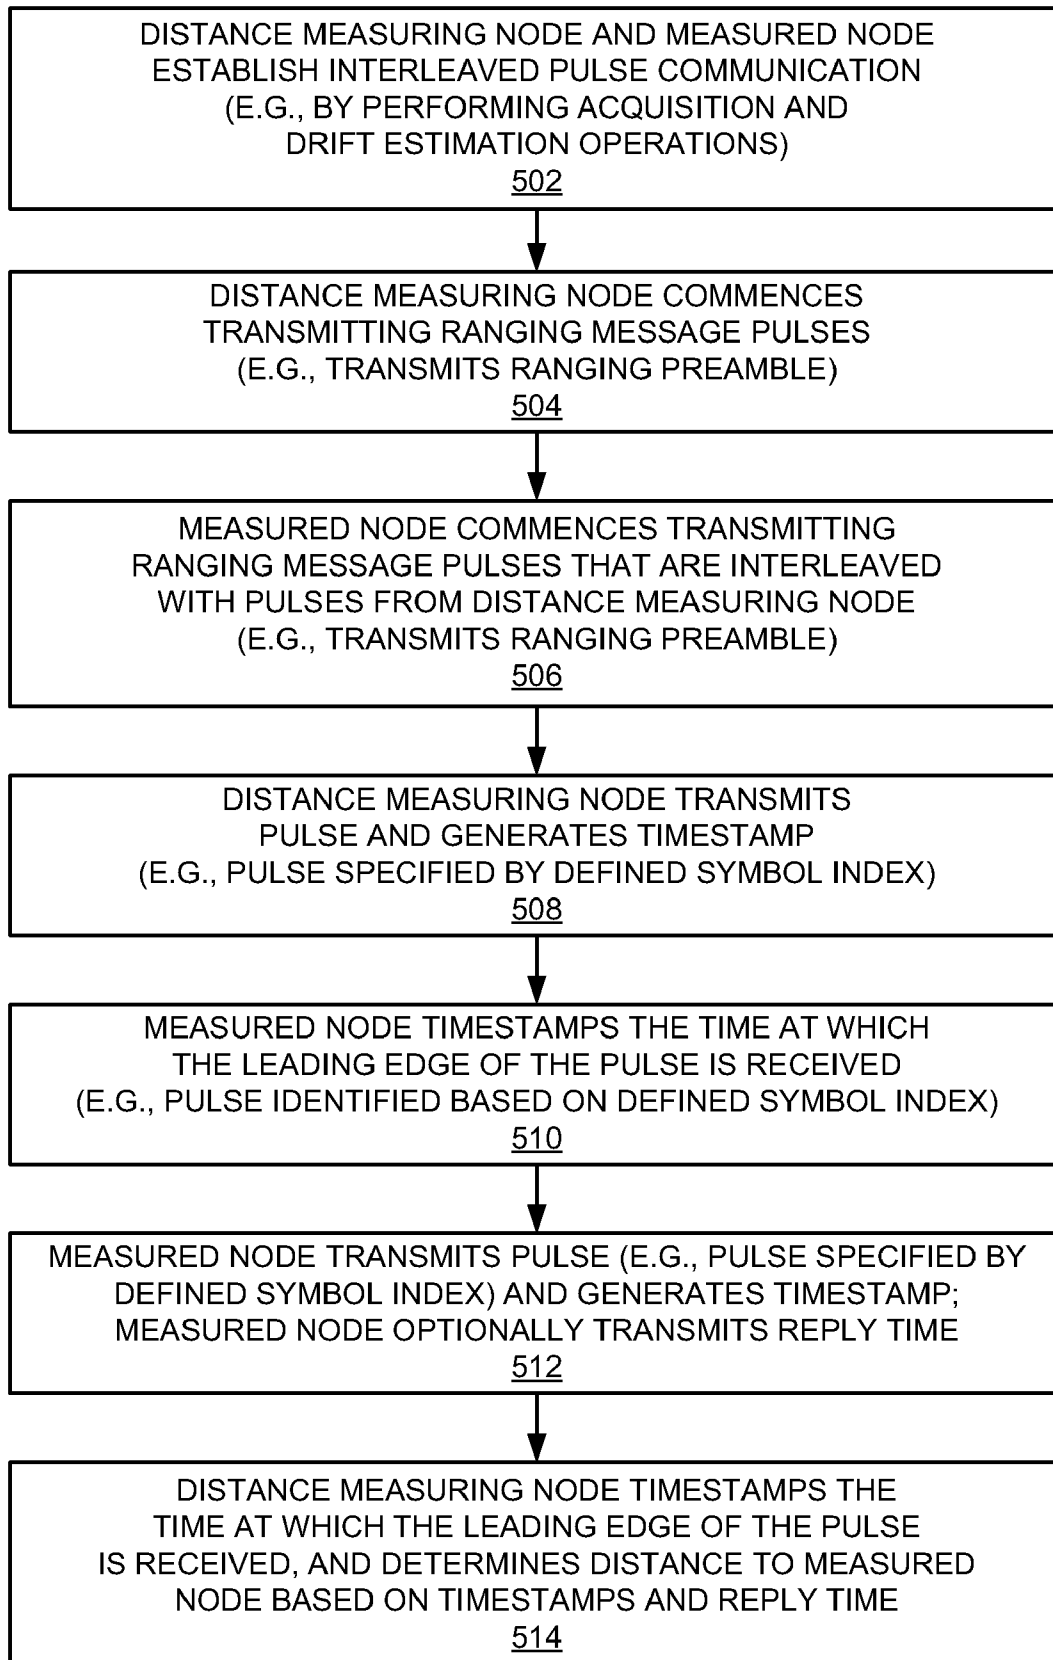 DISTANCE MEASURING NODE AND MEASURED NODE
ESTABLISH INTERLEAVED PULSE COMMUNICATION
(E.G., BY PERFORMING ACQUISITION AND
DRIFT ESTIMATION OPERATIONS)
502
DISTANCE MEASURING NODE COMMENCES
TRANSMITTING RANGING MESSAGE PULSES
(E.G., TRANSMITS RANGING PREAMBLE)
504
MEASURED NODE COMMENCES TRANSMITTING
RANGING MESSAGE PULSES THAT ARE INTERLEAVED
WITH PULSES FROM DISTANCE MEASURING NODE
(E.G., TRANSMITS RANGING PREAMBLE)
506
DISTANCE MEASURING NODE TRANSMITS
PULSE AND GENERATES TIMESTAMP
(E.G., PULSE SPECIFIED BY DEFINED SYMBOL INDEX)
508
MEASURED NODE TIMESTAMPS THE TIME AT WHICH
THE LEADING EDGE OF THE PULSE IS RECEIVED
(E.G., PULSE IDENTIFIED BASED ON DEFINED SYMBOL INDEX)
510
MEASURED NODE TRANSMITS PULSE (E.G., PULSE SPECIFIED BY
DEFINED SYMBOL INDEX) AND GENERATES TIMESTAMP;
MEASURED NODE OPTIONALLY TRANSMITS REPLY TIME
512
DISTANCE MEASURING NODE TIMESTAMPS THE
TIME AT WHICH THE LEADING EDGE OF THE PULSE
IS RECEIVED, AND DETERMINES DISTANCE TO MEASURED
NODE BASED ON TIMESTAMPS AND REPLY TIME
514